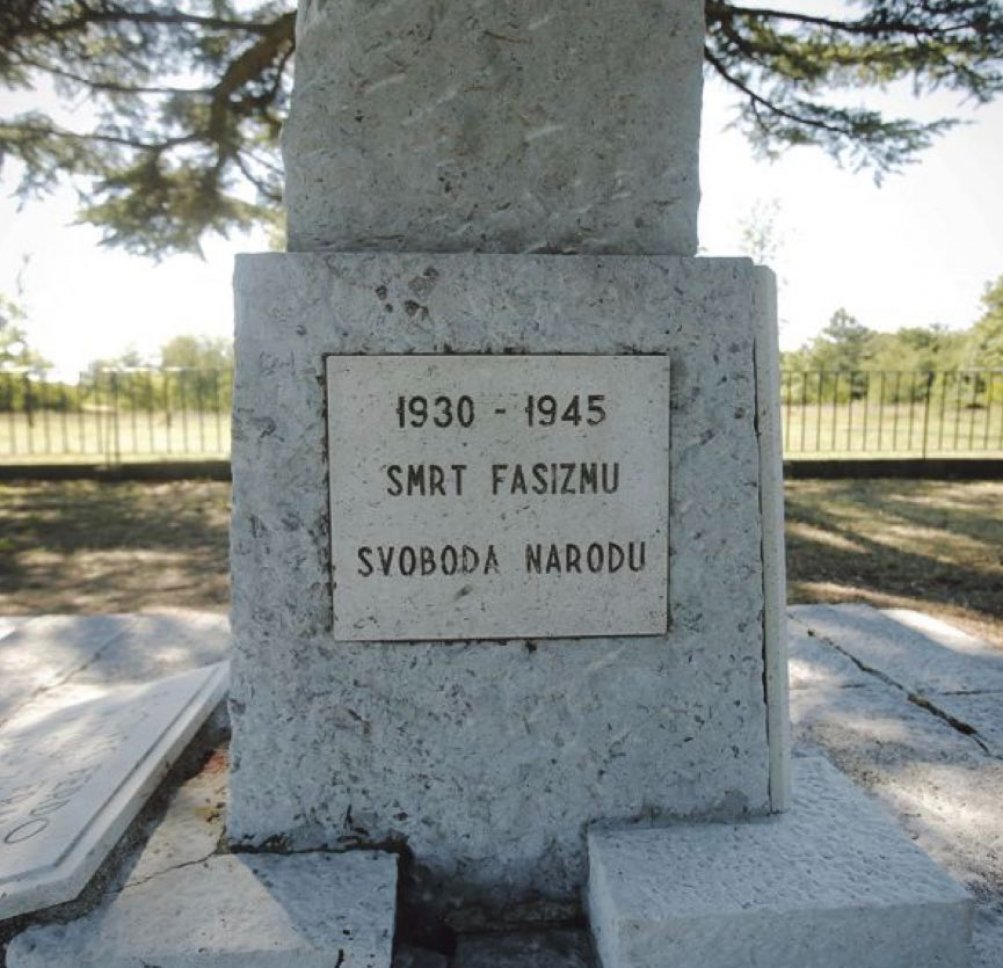 1930 - 1945
SMRT FASIZMU
SVOBODA NARODU